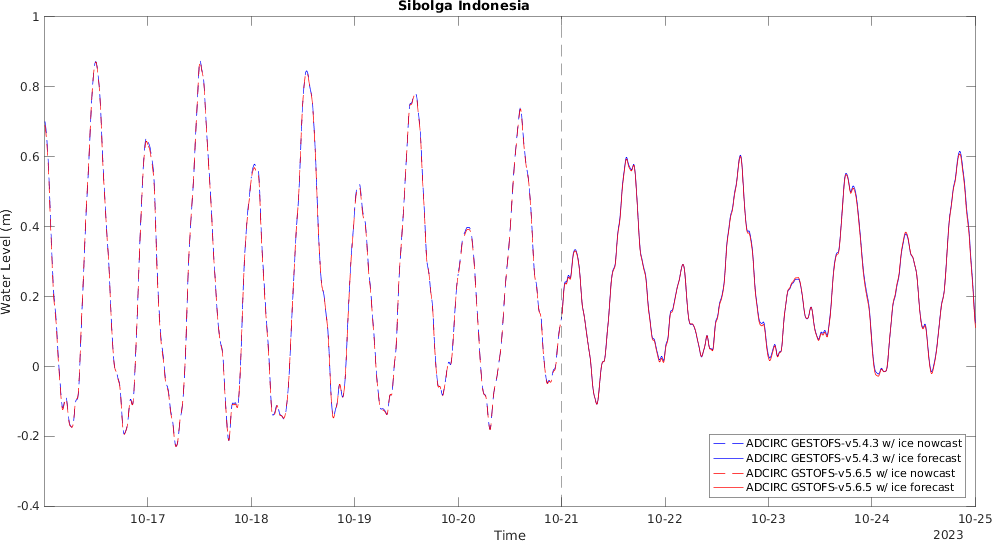 Sibolga Indonesia
1
0.8
0.6
0.4
0.2
0
-0.2
-0.4
Water Level (m)
ADCIRC GESTOFS-v5.4.3 w/ ice nowcast
ADCIRC GESTOFS-v5.4.3 w/ ice forecast
ADCIRC GSTOFS-v5.6.5 w/ ice nowcast
ADCIRC GSTOFS-v5.6.5 w/ ice forecast
10-17 10-18 10-19 10-20 10-21 10-22 10-23 10-24 10-25
Time
2023